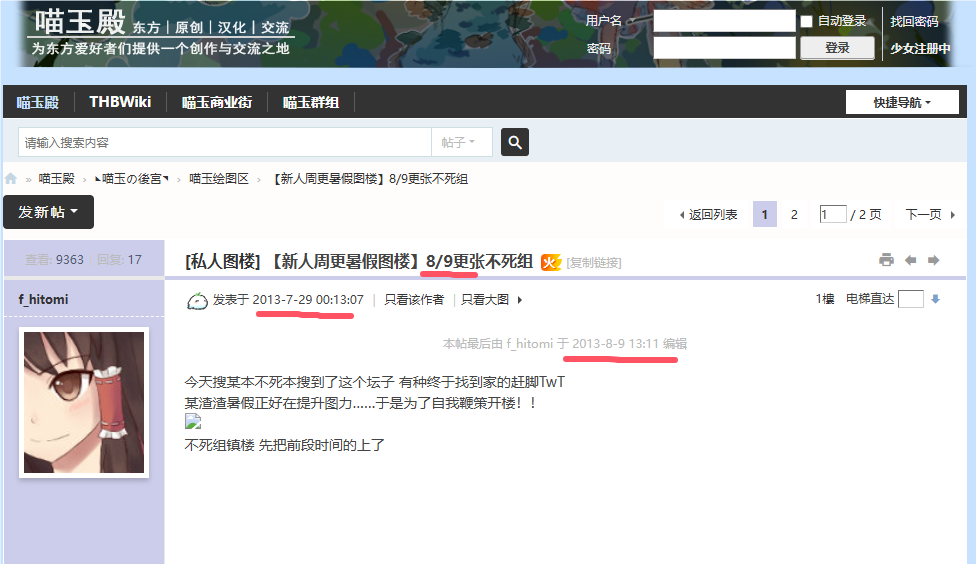 喵玉殿 东方｜原创｜汉化｜交流
为东方爱好者们提供一个创作与交流之地
用户名 自动登录 找回密码
密码 登录 少女注册中
喵玉殿 THBWiki 喵玉商业街 喵玉群组 快捷导航
请输入搜索内容 帖子
» 喵玉殿 › ◣喵玉の後宮◥ › 喵玉绘图区 › 【新人周更暑假图楼】8/9更张不死组
发新帖 返回列表 1 2 1 / 2 页 下一页
查看: 9363 | 回复: 17 [私人图楼] 【新人周更暑假图楼】8/9更张不死组 火 [复制链接]
f_hitomi 发表于 2013-7-29 00:13:07 | 只看该作者 | 只看大图 1楼 电梯直达
本帖最后由 f_hitomi 于 2013-8-9 13:11 编辑
今天搜某本不死本搜到了这个坛子 有种终于找到家的赶脚TwT
某渣渣暑假正好在提升图力......于是为了自我鞭策开楼！！
不死组镇楼 先把前段时间的上了